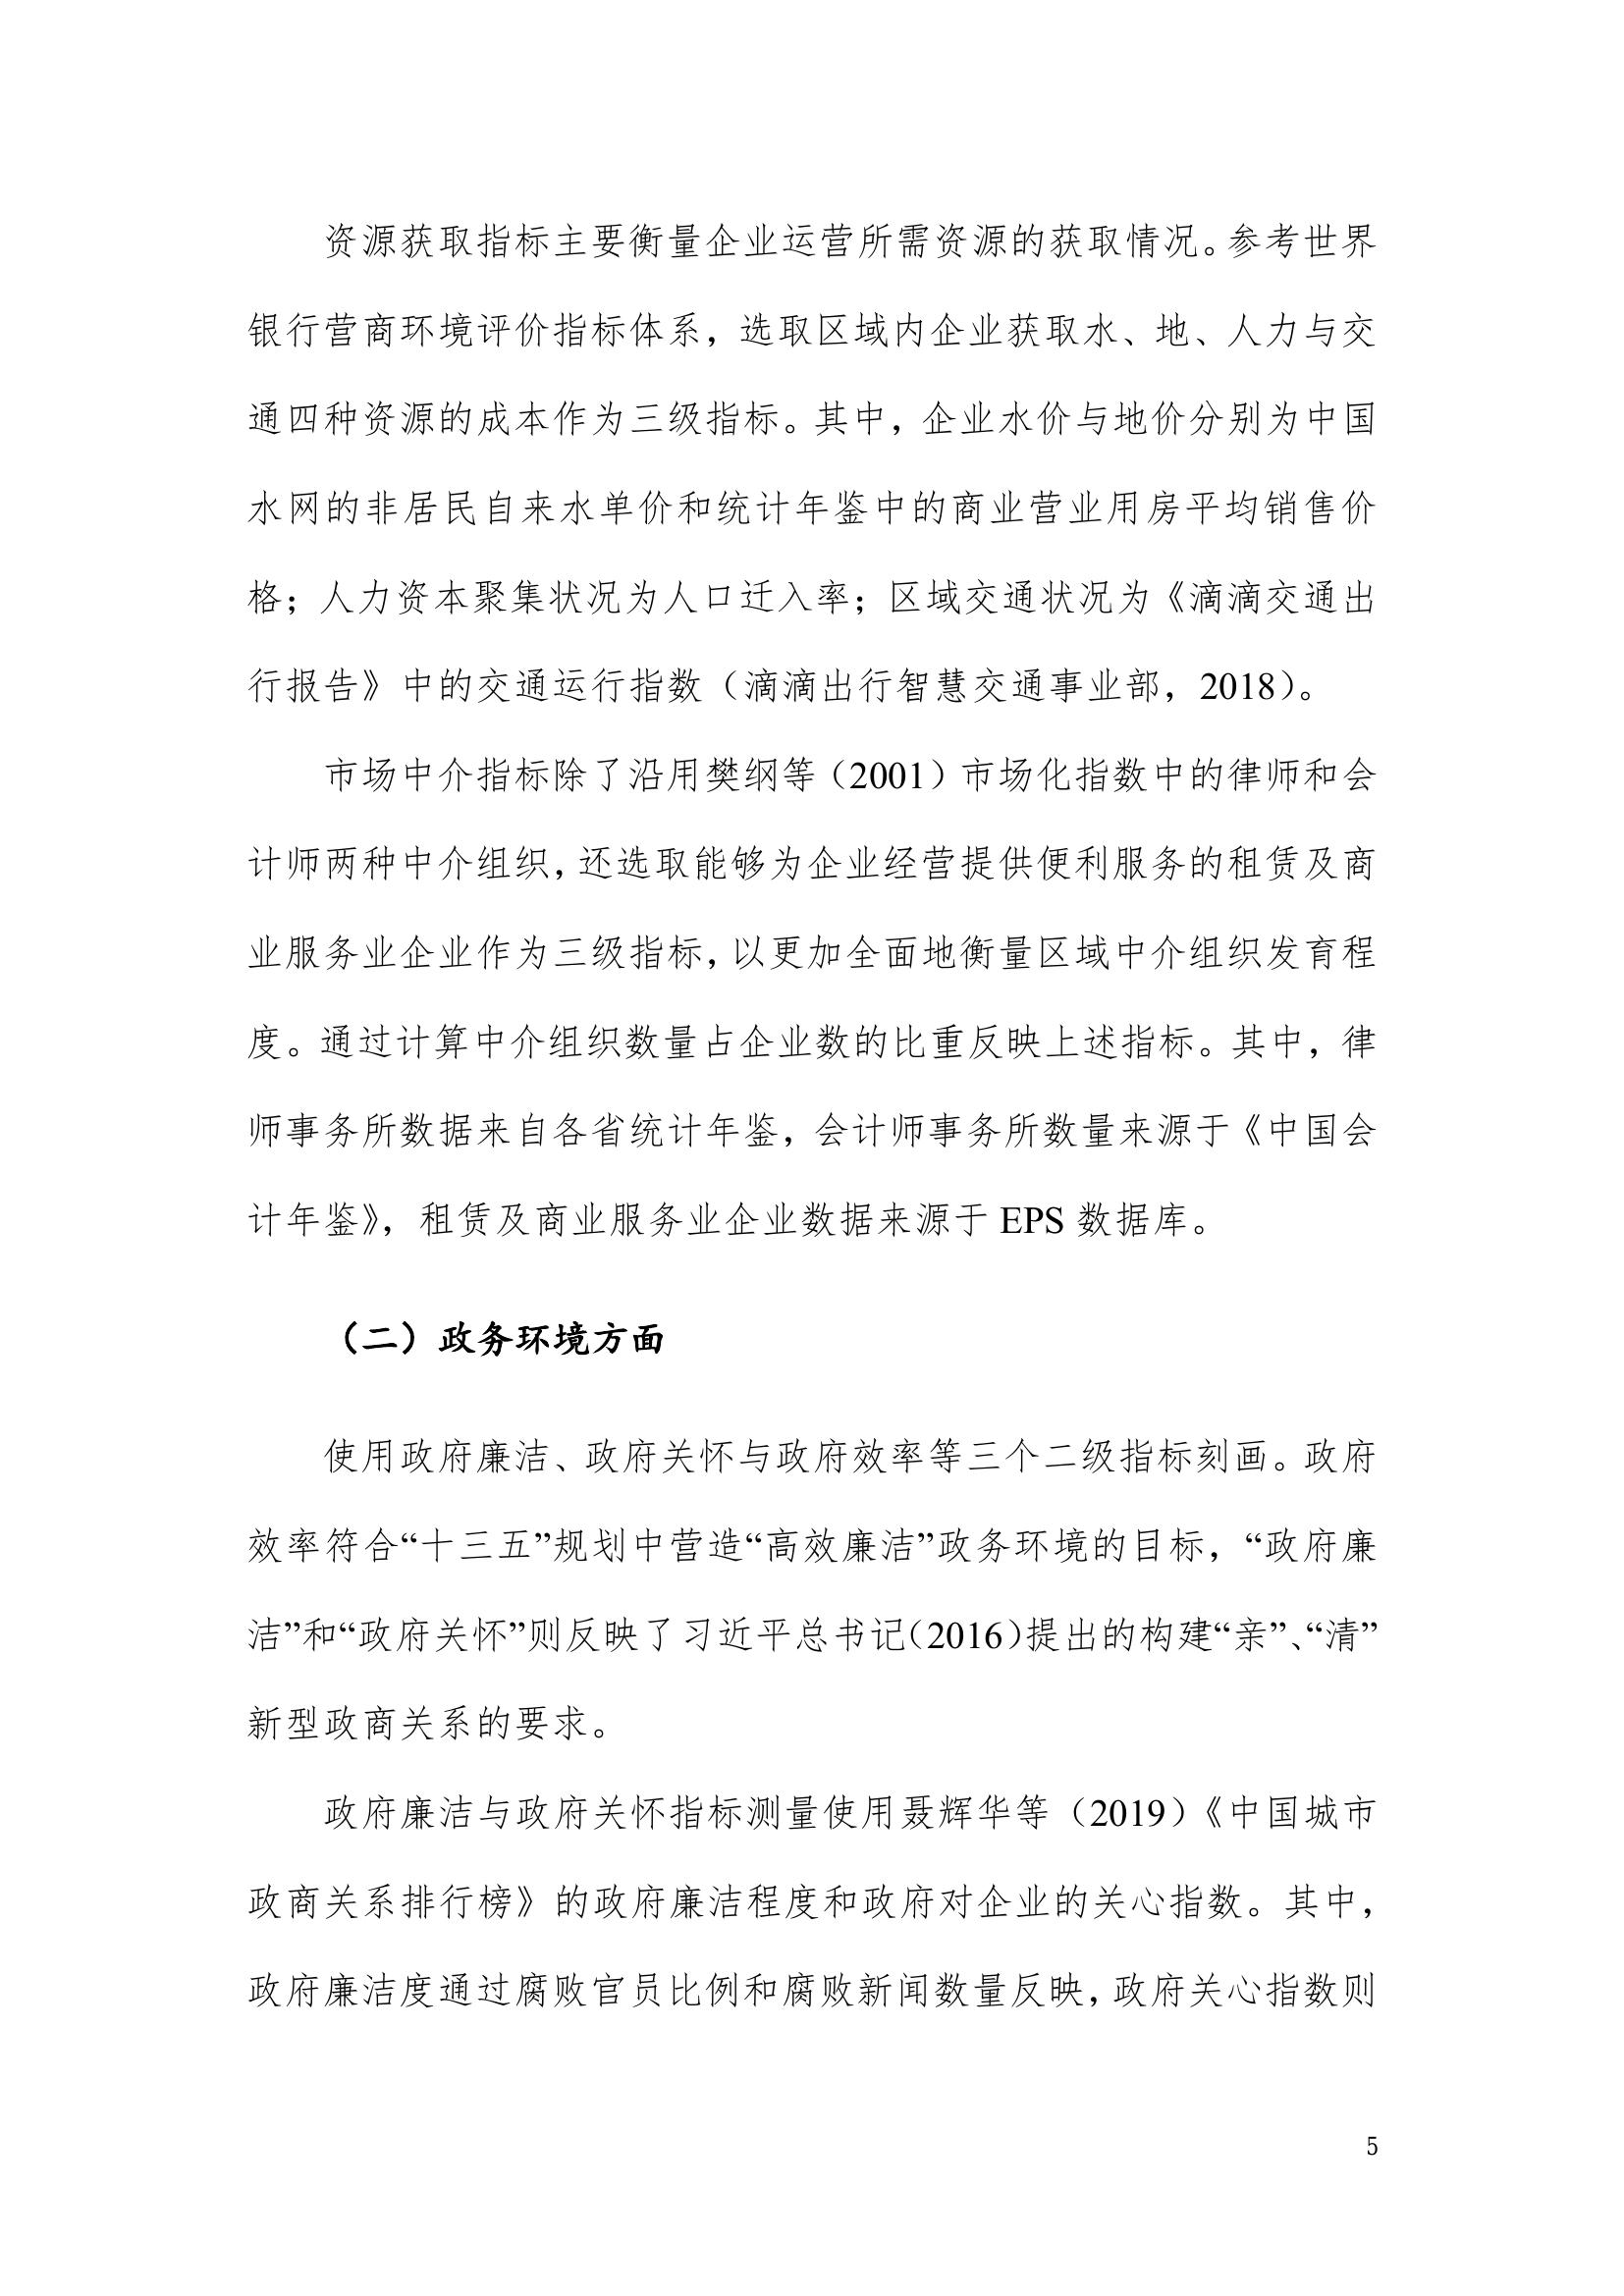 资源获取指标主要衡量企业运营所需资源的获取情况。参考世界
银行营商环境评价指标体系，选取区域内企业获取水、地、人力与交
通四种资源的成本作为三级指标。其中，企业水价与地价分别为中国
水网的非居民自来水单价和统计年鉴中的商业营业用房平均销售价
格；人力资本聚集状况为人口迁入率；区域交通状况为《滴滴交通出
行报告》中的交通运行指数（滴滴出行智慧交通事业部，2018）。
市场中介指标除了沿用樊纲等（2001）市场化指数中的律师和会
计师两种中介组织，还选取能够为企业经营提供便利服务的租赁及商
业服务业企业作为三级指标，以更加全面地衡量区域中介组织发育程
度。通过计算中介组织数量占企业数的比重反映上述指标。其中，律
师事务所数据来自各省统计年鉴，会计师事务所数量来源于《中国会
计年鉴》，租赁及商业服务业企业数据来源于 EPS 数据库。
（二）政务环境方面
使用政府廉洁、政府关怀与政府效率等三个二级指标刻画。政府
效率符合“十三五”规划中营造“高效廉洁”政务环境的目标，“政府廉
洁”和“政府关怀”则反映了习近平总书记（2016）提出的构建“亲”、“清”
新型政商关系的要求。
政府廉洁与政府关怀指标测量使用聂辉华等（2019）《中国城市
政商关系排行榜》的政府廉洁程度和政府对企业的关心指数。其中，
政府廉洁度通过腐败官员比例和腐败新闻数量反映，政府关心指数则
5